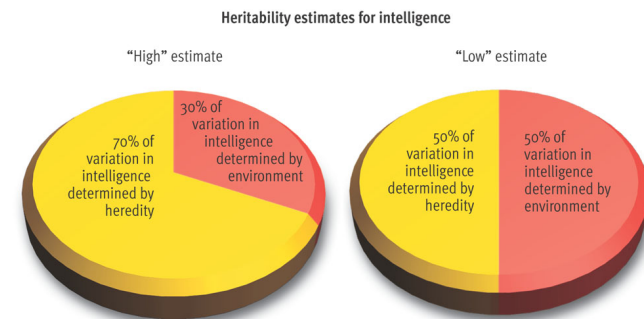 Heritability estimates for intelligence
“High” estimate
70% of
variation in
intelligence
determined by
heredity
30% of
variation in
intelligence
determined by
environment
“Low” estimate
50% of
variation in
intelligence
determined by
heredity
50% of
variation in
intelligence
determined by
environment